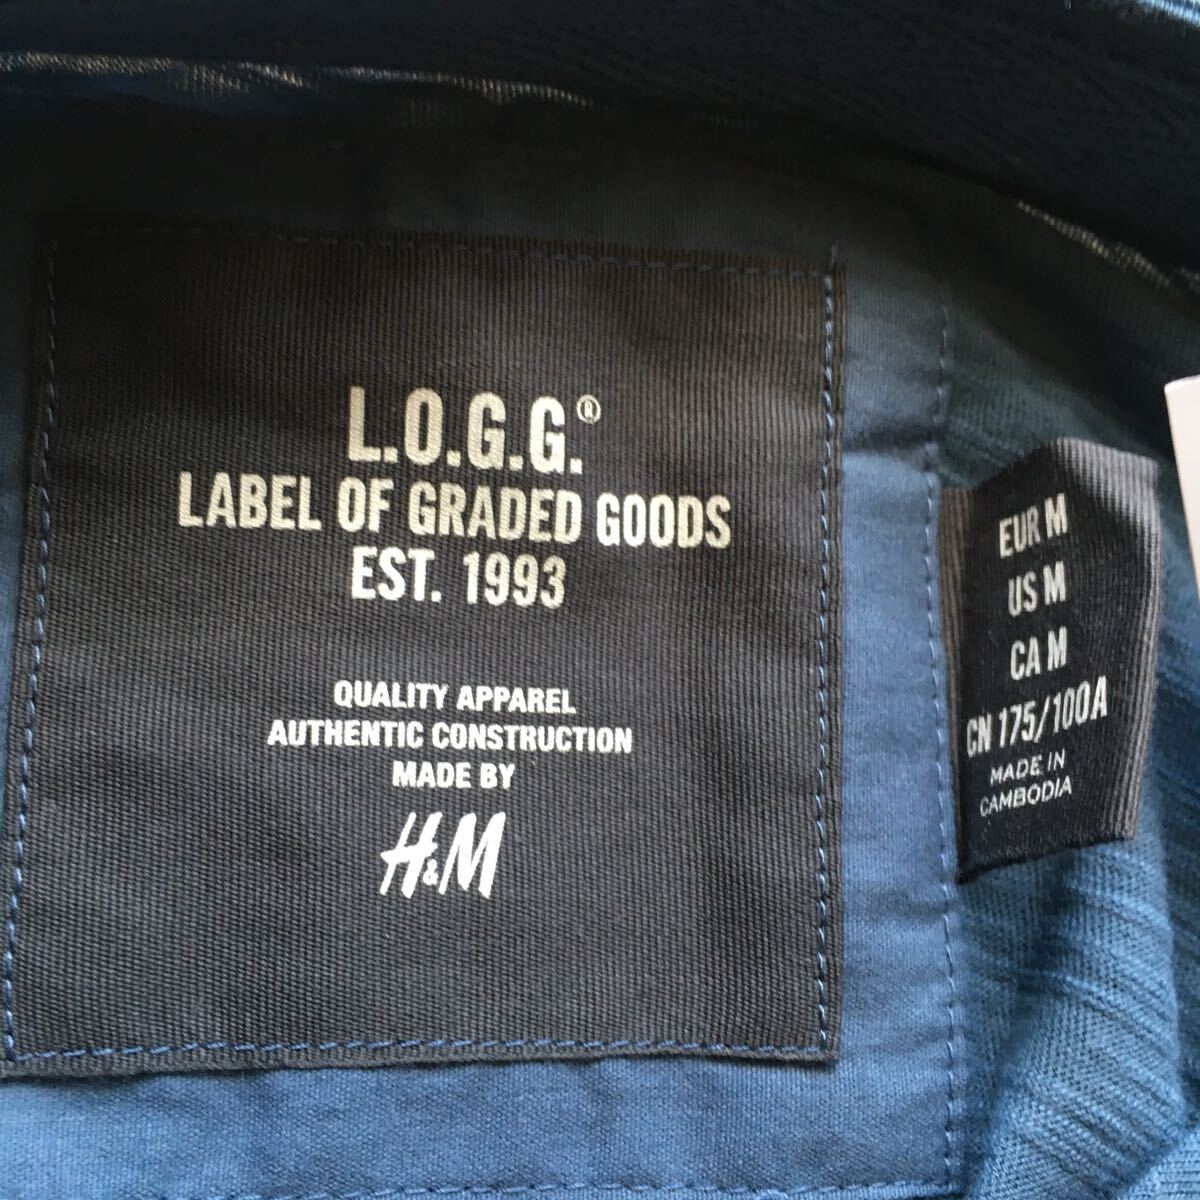 L.O.G.G.®
LABEL OF GRADED GOODS
EST. 1993
QUALITY APPAREL
AUTHENTIC CONSTRUCTION
MADE BY
H&M
EUR M
US M
CA M
CN 175/100A
MADE IN
CAMBODIA